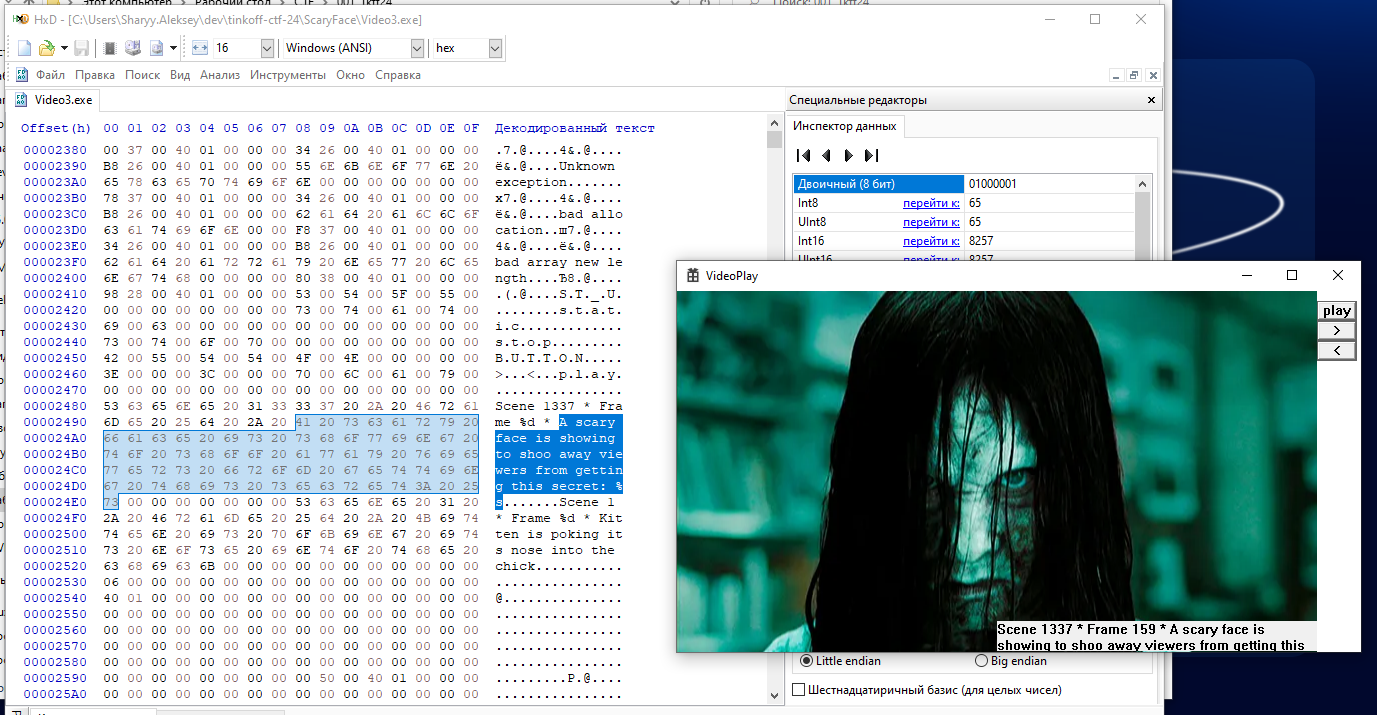 HxD - [C:\Users\Sharyy.Aleksey\dev\tinkoff-ctf-24\ScaryFace\Video3.exe]
16 Windows (ANSI) hex
Файл Правка Поиск Вид Анализ Инструменты Окно Справка
Video3.exe
Offset(h) 00 01 02 03 04 05 06 07 08 09 0A 0B 0C 0D 0E 0F Декодированный текст
00002380 00 37 00 40 01 00 00 00 34 26 00 40 01 00 00 00 .7.@....4&.@....
00002390 B8 26 00 40 01 00 00 00 55 6E 6B 6E 6F 77 6E 20 ё&.@....Unknown
000023A0 65 78 63 65 70 74 69 6F 6E 00 00 00 00 00 00 00 exception.......
000023B0 78 37 00 40 01 00 00 00 34 26 00 40 01 00 00 00 x7.@....4&.@....
000023C0 B8 26 00 40 01 00 00 00 62 61 64 20 61 6C 6C 6F ё&.@....bad allo
000023D0 63 61 74 69 6F 6E 00 00 F8 37 00 40 01 00 00 00 cation..ш7.@....
000023E0 34 26 00 40 01 00 00 00 B8 26 00 40 01 00 00 00 4&.@....ё&.@....
000023F0 62 61 64 20 61 72 72 61 79 20 6E 65 77 20 6C 65 bad array new le
00002400 6E 67 74 68 00 00 00 00 80 38 00 40 01 00 00 00 ngth....Ђ8.@....
00002410 98 28 00 40 01 00 00 00 53 00 54 00 5F 00 55 00 .(.@....S.T._.U.
00002420 00 00 00 00 00 00 00 00 73 00 74 00 61 00 74 00 ........s.t.a.t.
00002430 69 00 63 00 00 00 00 00 00 00 00 00 00 00 00 00 i.c.............
00002440 73 00 74 00 6F 00 70 00 00 00 00 00 00 00 00 00 s.t.o.p.........
00002450 42 00 55 00 54 00 54 00 4F 00 4E 00 00 00 00 00 B.U.T.T.O.N.....
00002460 3E 00 00 00 3C 00 00 00 70 00 6C 00 61 00 79 00 >...<...p.l.a.y.
00002470 00 00 00 00 00 00 00 00 00 00 00 00 00 00 00 00 ................
00002480 53 63 65 6E 65 20 31 33 33 37 20 2A 20 46 72 61 Scene 1337 * Fra
00002490 6D 65 20 25 64 20 2A 20 41 20 73 63 61 72 79 20 me %d * A scary
000024A0 66 61 63 65 20 69 73 20 73 68 6F 77 69 6E 67 20 face is showing
000024B0 74 6F 20 73 68 6F 6F 20 61 77 61 79 20 76 69 65 to shoo away vie
000024C0 77 65 72 73 20 66 72 6F 6D 20 67 65 74 74 69 6E wers from gettin
000024D0 67 20 74 68 69 73 20 73 65 63 72 65 74 3A 20 25 g this secret: %
000024E0 73 00 00 00 00 00 00 00 53 63 65 6E 65 20 31 20 s.......Scene 1
000024F0 2A 20 46 72 61 6D 65 20 25 64 20 2A 20 4B 69 74 * Frame %d * Kit
00002500 74 65 6E 20 69 73 20 70 6F 6B 69 6E 67 20 69 74 ten is poking it
00002510 73 20 6E 6F 73 65 20 69 6E 74 6F 20 74 68 65 20 s nose into the
00002520 63 68 69 63 6B 00 00 00 00 00 00 00 00 00 00 00 chick...........
00002530 06 00 00 00 00 00 00 00 00 00 00 00 00 00 00 00 ................
00002540 40 01 00 00 00 00 00 00 00 00 00 00 00 00 00 00 @...............
00002550 00 00 00 00 00 00 00 00 00 00 00 00 00 00 00 00 ................
00002560 00 00 00 00 00 00 00 00 00 00 00 00 00 00 00 00 ................
00002570 00 00 00 00 00 00 00 00 00 00 00 00 00 00 00 00 ................
00002580 00 00 00 00 00 00 00 00 00 00 00 00 00 00 00 00 ................
00002590 00 00 00 00 00 00 00 00 00 50 00 40 01 00 00 00 .........P.@....
000025A0 00 00 00 00 00 00 00 00 00 00 00 00 00 00 00 00 ................
Специальные редакторы
Инспектор данных
Двоичный (8 бит) 01000001
Int8 перейти к: 65
UInt8 перейти к: 65
Int16 перейти к: 8257
UInt16 перейти к: 8257
VideoPlay
play
>
<
Scene 1337 * Frame 159 * A scary face is
showing to shoo away viewers from getting this
Little endian Big endian
Шестнадцатиричный базис (для целых чисел)